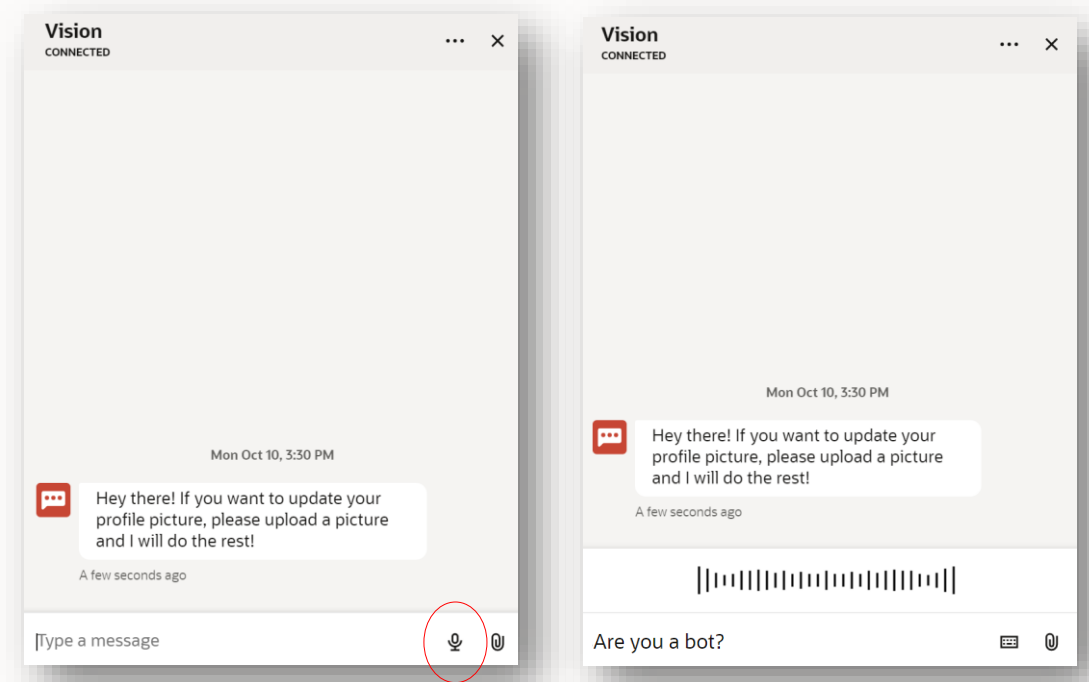 Vision
CONNECTED
Mon Oct 10, 3:30 PM
Hey there! If you want to update your
profile picture, please upload a picture
and I will do the rest!
A few seconds ago
Type a message
Vision
CONNECTED
Mon Oct 10, 3:30 PM
Hey there! If you want to update your
profile picture, please upload a picture
and I will do the rest!
A few seconds ago
Are you a bot?